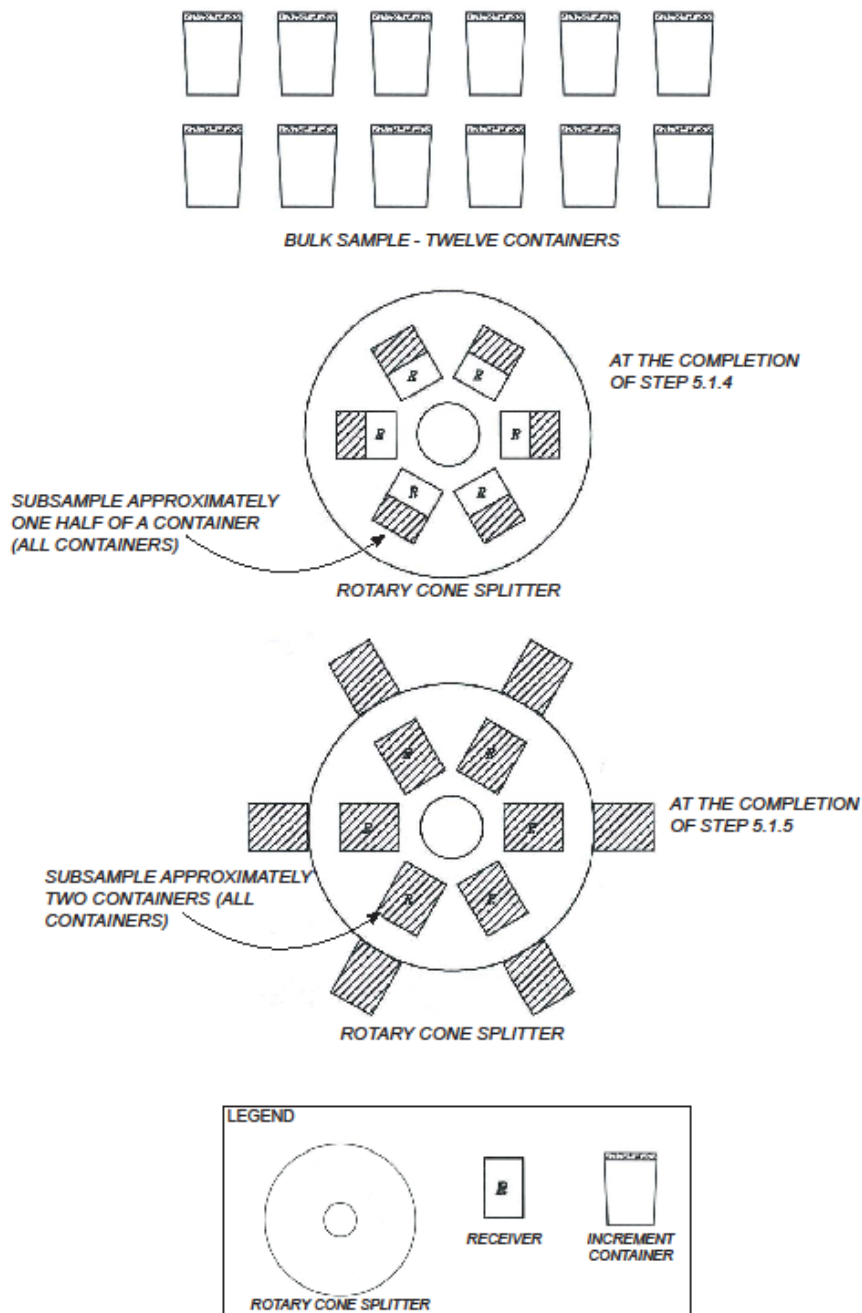 BULK SAMPLE - TWELVE CONTAINERS
AT THE COMPLETION
OF STEP 5.1.4
R
R
R
R
R
R
SUBSAMPLE APPROXIMATELY
ONE HALF OF A CONTAINER
(ALL CONTAINERS)
ROTARY CONE SPLITTER
R
R
R
R
R
R
AT THE COMPLETION
OF STEP 5.1.5
SUBSAMPLE APPROXIMATELY
TWO CONTAINERS (ALL
CONTAINERS)
ROTARY CONE SPLITTER
LEGEND
R
RECEIVER
INCREMENT
CONTAINER
ROTARY CONE SPLITTER